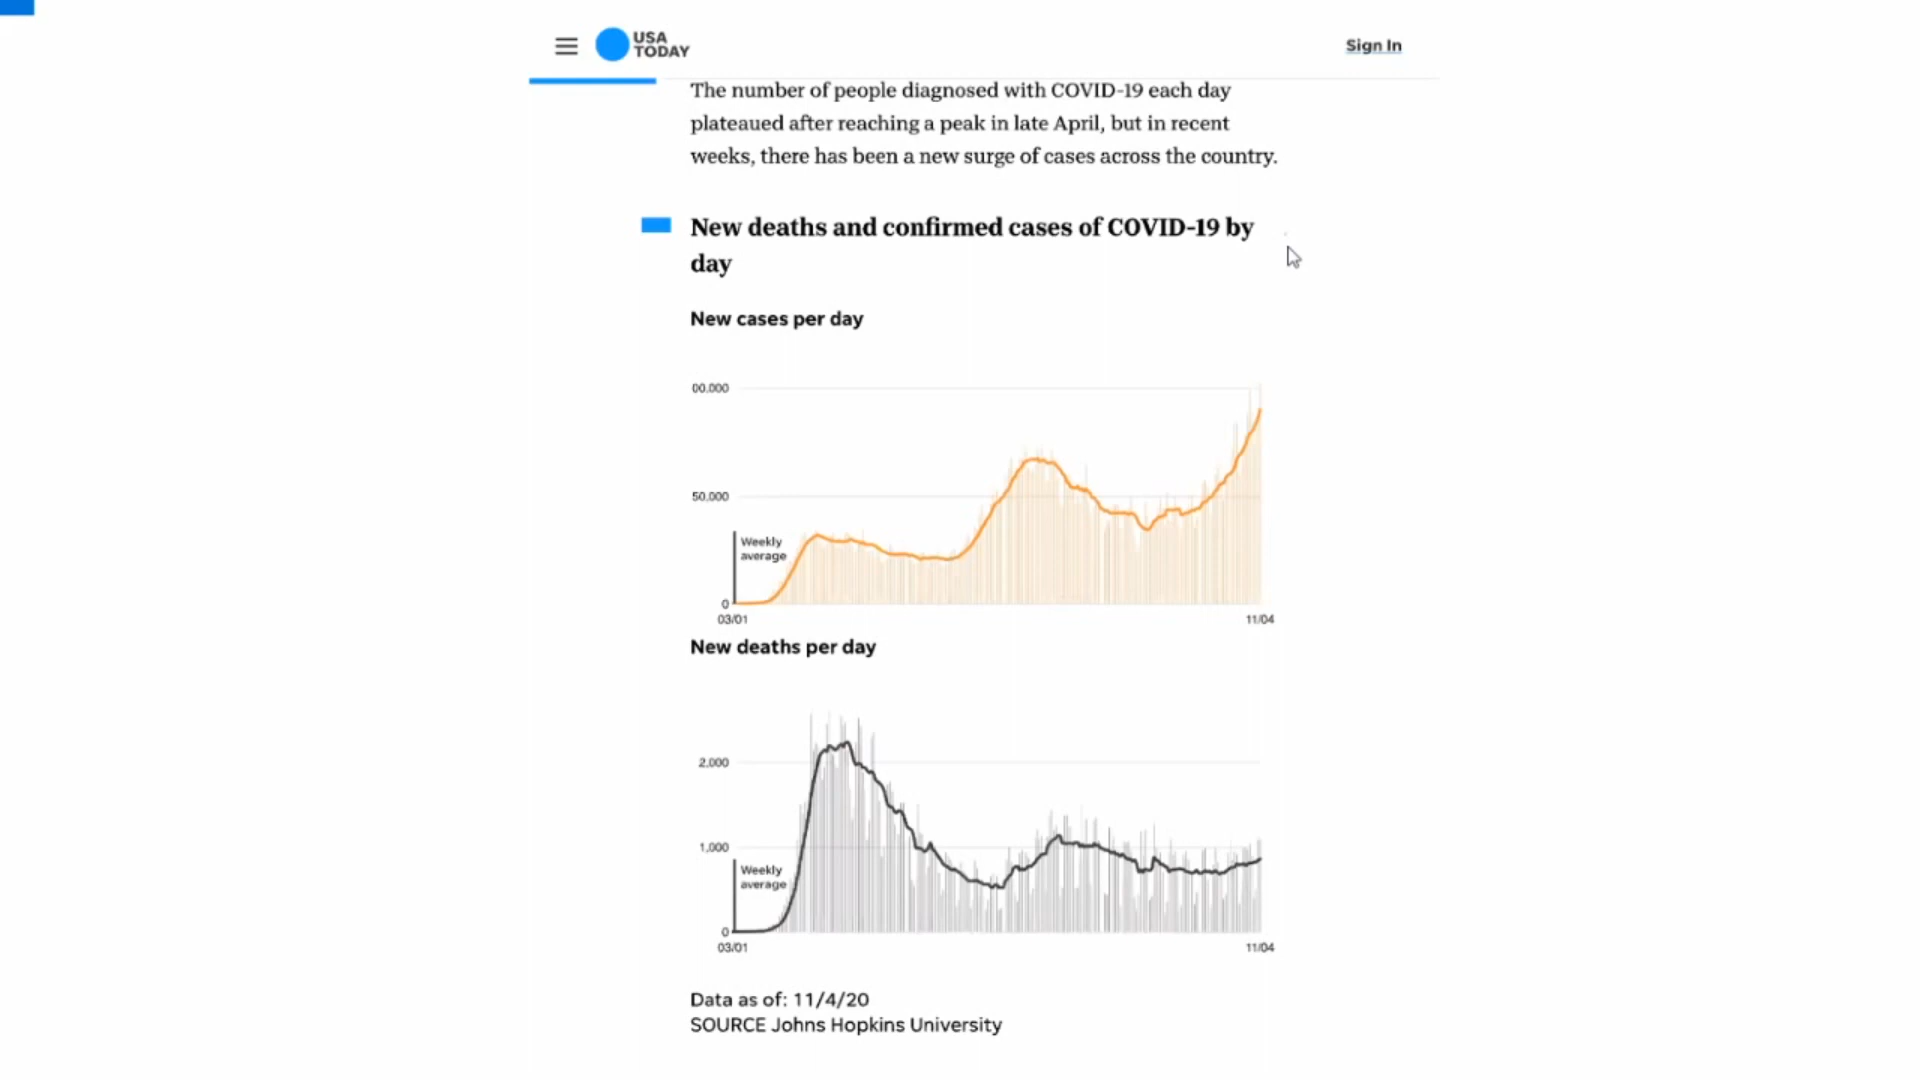 USA
TODAY
Sign In
The number of people diagnosed with COVID-19 each day
plateaued after reaching a peak in late April, but in recent
weeks, there has been a new surge of cases across the country.
New deaths and confirmed cases of COVID-19 by
day
New cases per day
00.000
50.000
Weekly
average
0
03/01
11/04
New deaths per day
2,000
1,000
Weekly
average
0
03/01
11/04
Data as of: 11/4/20
SOURCE Johns Hopkins University